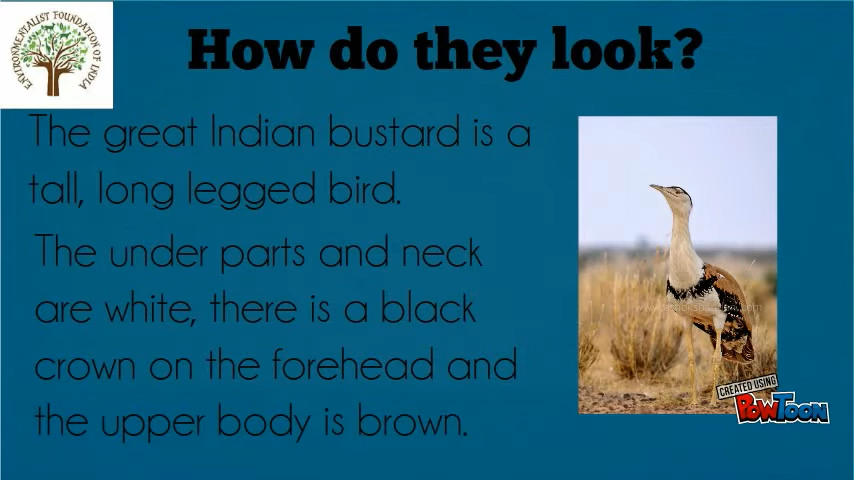 ENVIRONMENTALIST FOUNDATION OF INDIA
How do they look?
The great Indian bustard is a
tall, long legged bird.
The under parts and neck
are white, there is a black
crown on the forehead and
the upper body is brown.
CREATED USING
POWTOON